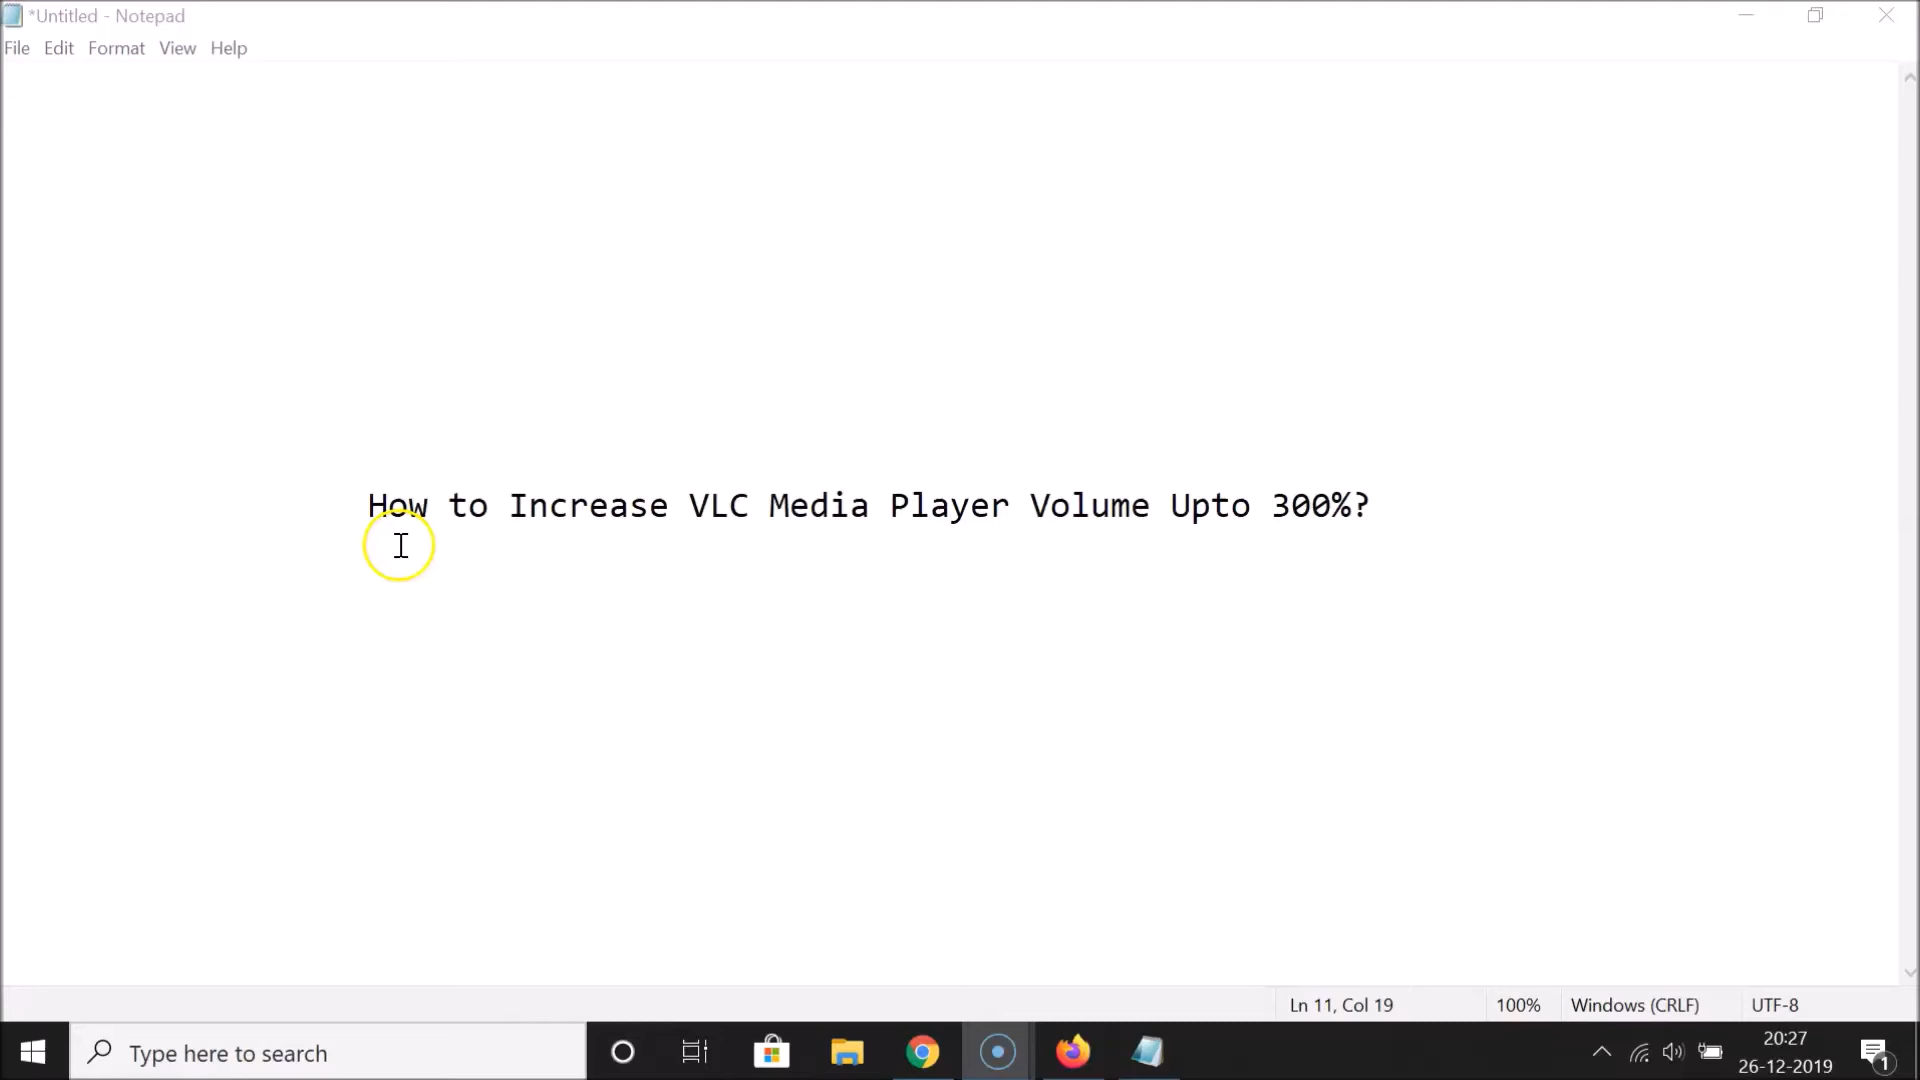 *Untitled - Notepad
File Edit Format View Help
How to Increase VLC Media Player Volume Upto 300%?
Ln 11, Col 19 100% Windows (CRLF) UTF-8
Type here to search
20:27
26-12-2019
1